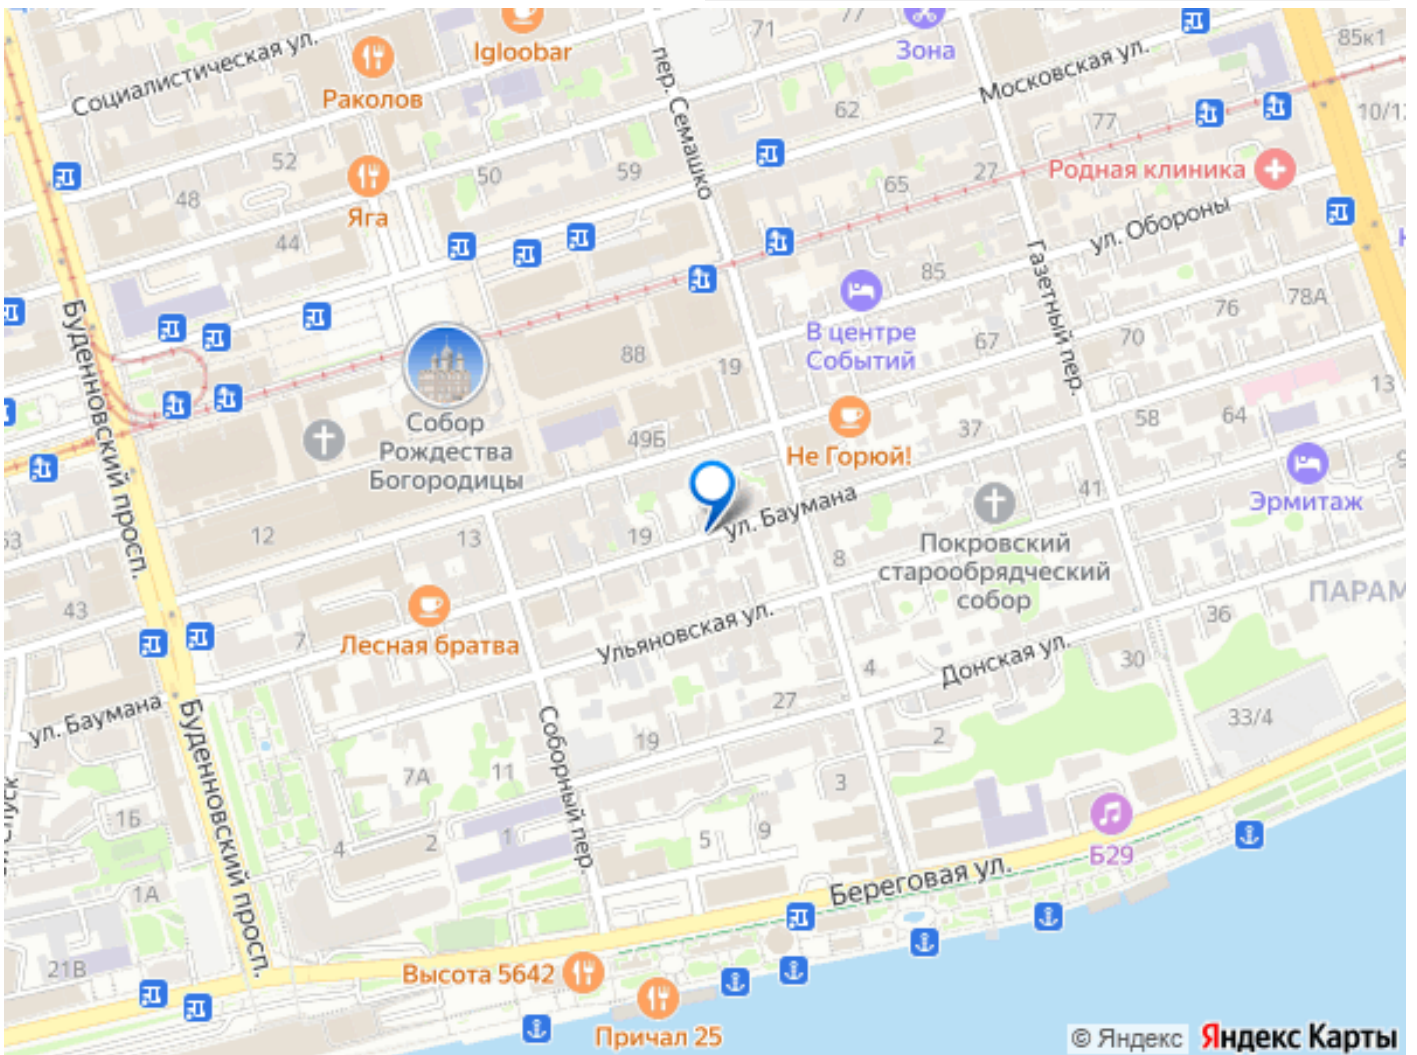 71
77
Зона
85к1
Igloobar
Социалистическая ул.
Раколов
пер. Семашко
Московская ул.
62
77
10/1
52
50
59
48
Яга
65
27
Родная клиника
ул. Обороны
44
85
Газетный пер.
76
78А
В центре
Событий
67
70
Буденновский просп.
88
19
13
Собор
Рождества
Богородицы
49Б
Не Горюй!
37
58
64
41
Эрмитаж
ул. Баумана
12
13
19
8
Покровский
старообрядческий
собор
ПАРАМ
53
43
7
Лесная братва
Ульяновская ул.
36
4
Донская ул.
30
ул. Баумана
Буденновский просп.
27
33/4
Соборный пер.
19
2
7А
11
3
1Б
4
2
1
5
9
Б29
1А
Береговая ул.
21В
Высота 5642
Причал 25
© Яндекс Яндекс Карты